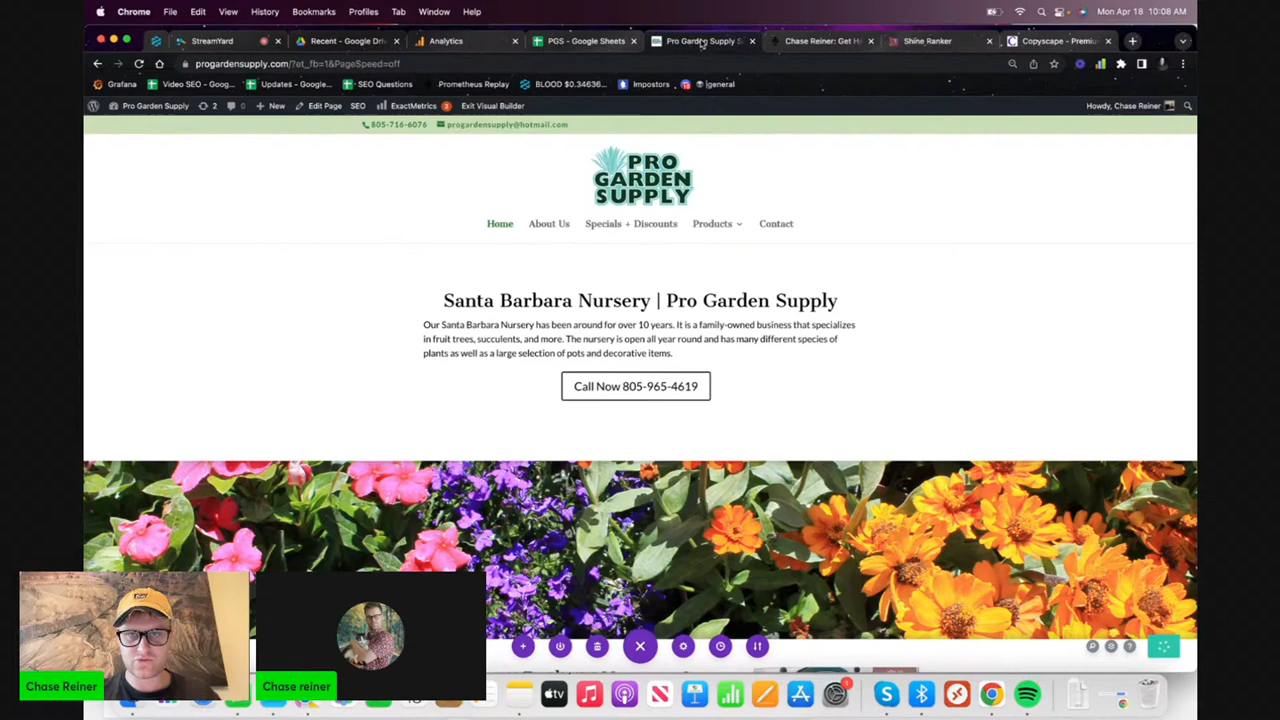 Chrome File Edit View History Bookmarks Profiles Tab Window Help Mon Apr 18 10:08 AM
StreamYard Recent - Google Driv Analytics PGS - Google Sheets Pro Garden Supply S Chase Reiner: Get H Shine Ranker Copyscape - Premiu
progardensupply.com/?et_fb=1&PageSpeed=off
Grafana Video SEO - Goog... Updates - Google... SEO Questions Prometheus Replay BLOOD $0.34636... Impostors |general
Pro Garden Supply 2 0 New Edit Page SEO ExactMetrics 3 Exit Visual Builder Howdy, Chase Reiner
805-716-6076 progardensupply@hotmail.com
PRO
GARDEN
SUPPLY
Home About Us Specials + Discounts Products Contact
Santa Barbara Nursery | Pro Garden Supply
Our Santa Barbara Nursery has been around for over 10 years. It is a family-owned business that specializes
in fruit trees, succulents, and more. The nursery is open all year round and has many different species of
plants as well as a large selection of pots and decorative items.
Call Now 805-965-4619
Chase Reiner
Chase reiner
tv